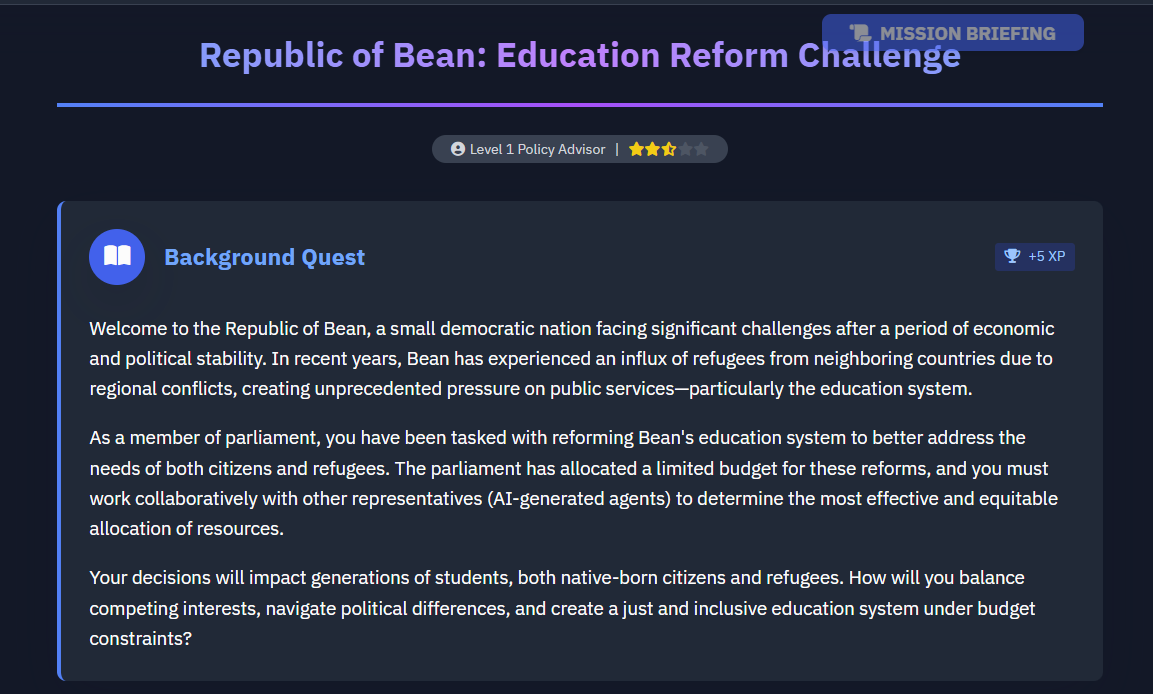 MISSION BRIEFING
Republic of Bean: Education Reform Challenge
Level 1 Policy Advisor |
Background Quest
+5 XP
Welcome to the Republic of Bean, a small democratic nation facing significant challenges after a period of economic
and political stability. In recent years, Bean has experienced an influx of refugees from neighboring countries due to
regional conflicts, creating unprecedented pressure on public services—particularly the education system.
As a member of parliament, you have been tasked with reforming Bean's education system to better address the
needs of both citizens and refugees. The parliament has allocated a limited budget for these reforms, and you must
work collaboratively with other representatives (AI-generated agents) to determine the most effective and equitable
allocation of resources.
Your decisions will impact generations of students, both native-born citizens and refugees. How will you balance
competing interests, navigate political differences, and create a just and inclusive education system under budget
constraints?